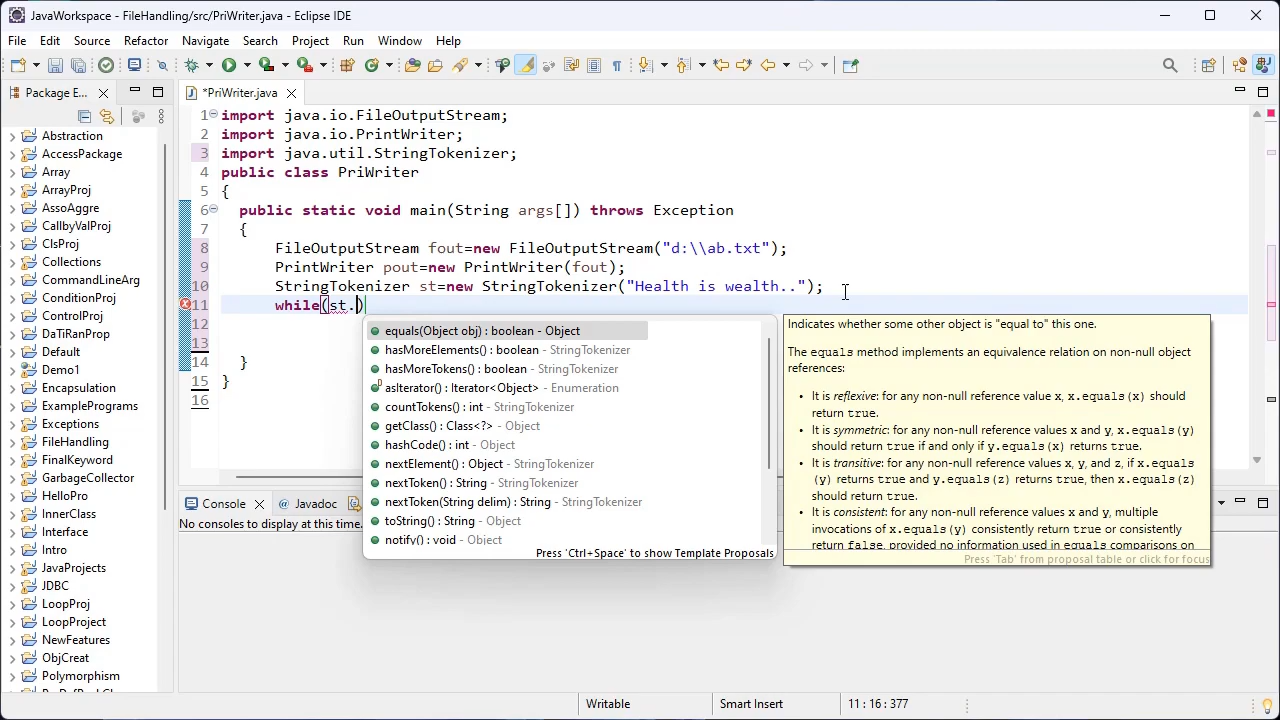 JavaWorkspace - FileHandling/src/PriWriter.java - Eclipse IDE
File Edit Source Refactor Navigate Search Project Run Window Help
Package E...
*PriWriter.java
Abstraction
AccessPackage
Array
ArrayProj
AssoAggre
CallbyValProj
ClsProj
Collections
CommandLineArg
ConditionProj
ControlProj
DaTiRanProp
Default
Demo1
Encapsulation
ExamplePrograms
Exceptions
FileHandling
FinalKeyword
GarbageCollector
HelloPro
InnerClass
Interface
Intro
JavaProjects
JDBC
LoopProj
LoopProject
NewFeatures
ObjCreat
Polymorphism
1 import java.io.FileOutputStream;
2 import java.io.PrintWriter;
3 import java.util.StringTokenizer;
4 public class PriWriter
5 {
6 public static void main(String args[]) throws Exception
7 {
8 FileOutputStream fout=new FileOutputStream("d:\\ab.txt");
9 PrintWriter pout=new PrintWriter(fout);
10 StringTokenizer st=new StringTokenizer("Health is wealth..");
11 while(st.)
12
13
14 }
15 }
16
equals(Object obj) : boolean - Object
hasMoreElements() : boolean - StringTokenizer
hasMoreTokens() : boolean - StringTokenizer
asIterator() : Iterator<Object> - Enumeration
countTokens() : int - StringTokenizer
getClass() : Class<?> - Object
hashCode() : int - Object
nextElement() : Object - StringTokenizer
nextToken() : String - StringTokenizer
nextToken(String delim) : String - StringTokenizer
toString() : String - Object
notify() : void - Object
Press 'Ctrl+Space' to show Template Proposals
Indicates whether some other object is "equal to" this one.
The equals method implements an equivalence relation on non-null object
references:
• It is reflexive: for any non-null reference value x, x.equals(x) should
return true.
• It is symmetric: for any non-null reference values x and y, x.equals(y)
should return true if and only if y.equals(x) returns true.
• It is transitive: for any non-null reference values x, y, and z, if x.equals
(y) returns true and y.equals(z) returns true, then x.equals(z)
should return true.
• It is consistent: for any non-null reference values x and y, multiple
invocations of x.equals(y) consistently return true or consistently
return false, provided no information used in equals comparisons on
Press 'Tab' from proposal table or click for focus
Console Javadoc
No consoles to display at this time.
Writable Smart Insert 11 : 16 : 377